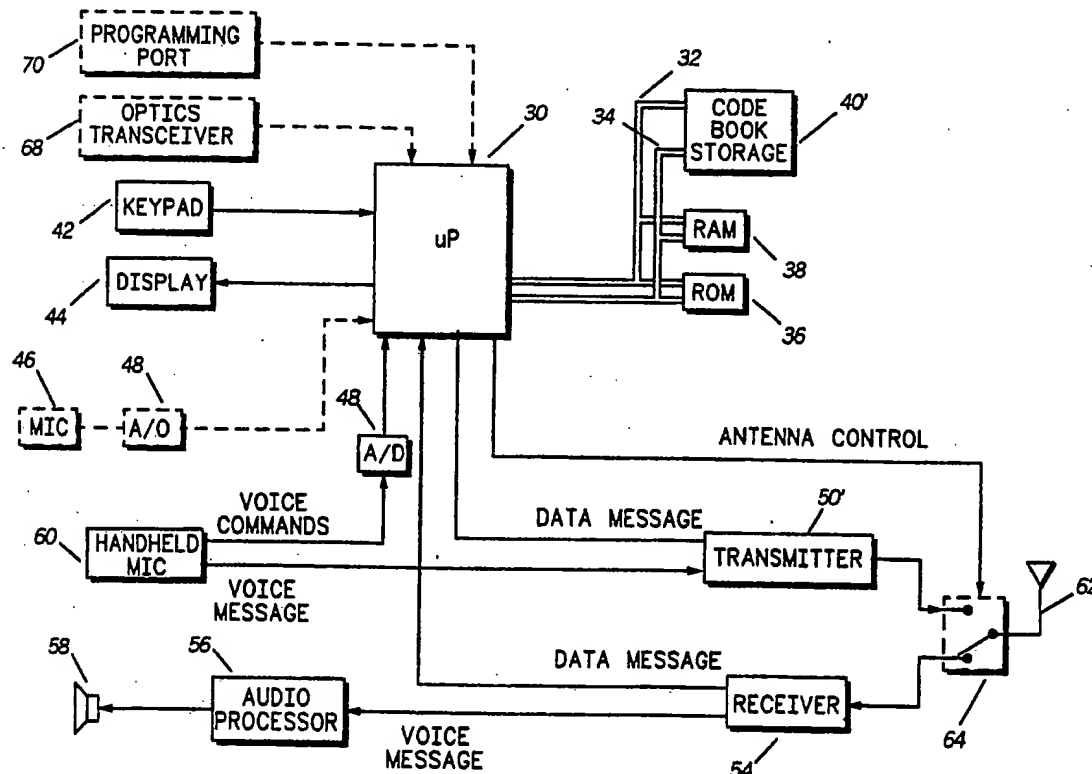 PROGRAMMING
PORT
70
32
OPTICS
TRANSCEIVER
68
30
34
CODE
BOOK
STORAGE
40'
KEYPAD
42
uP
RAM
38
DISPLAY
44
ROM
36
46
48
MIC
A/O
48
A/D
ANTENNA CONTROL
VOICE
COMMANDS
DATA MESSAGE
50'
60
HANDHELD
MIC
TRANSMITTER
VOICE
MESSAGE
62
58
56
DATA MESSAGE
AUDIO
PROCESSOR
RECEIVER
VOICE
MESSAGE
64
54